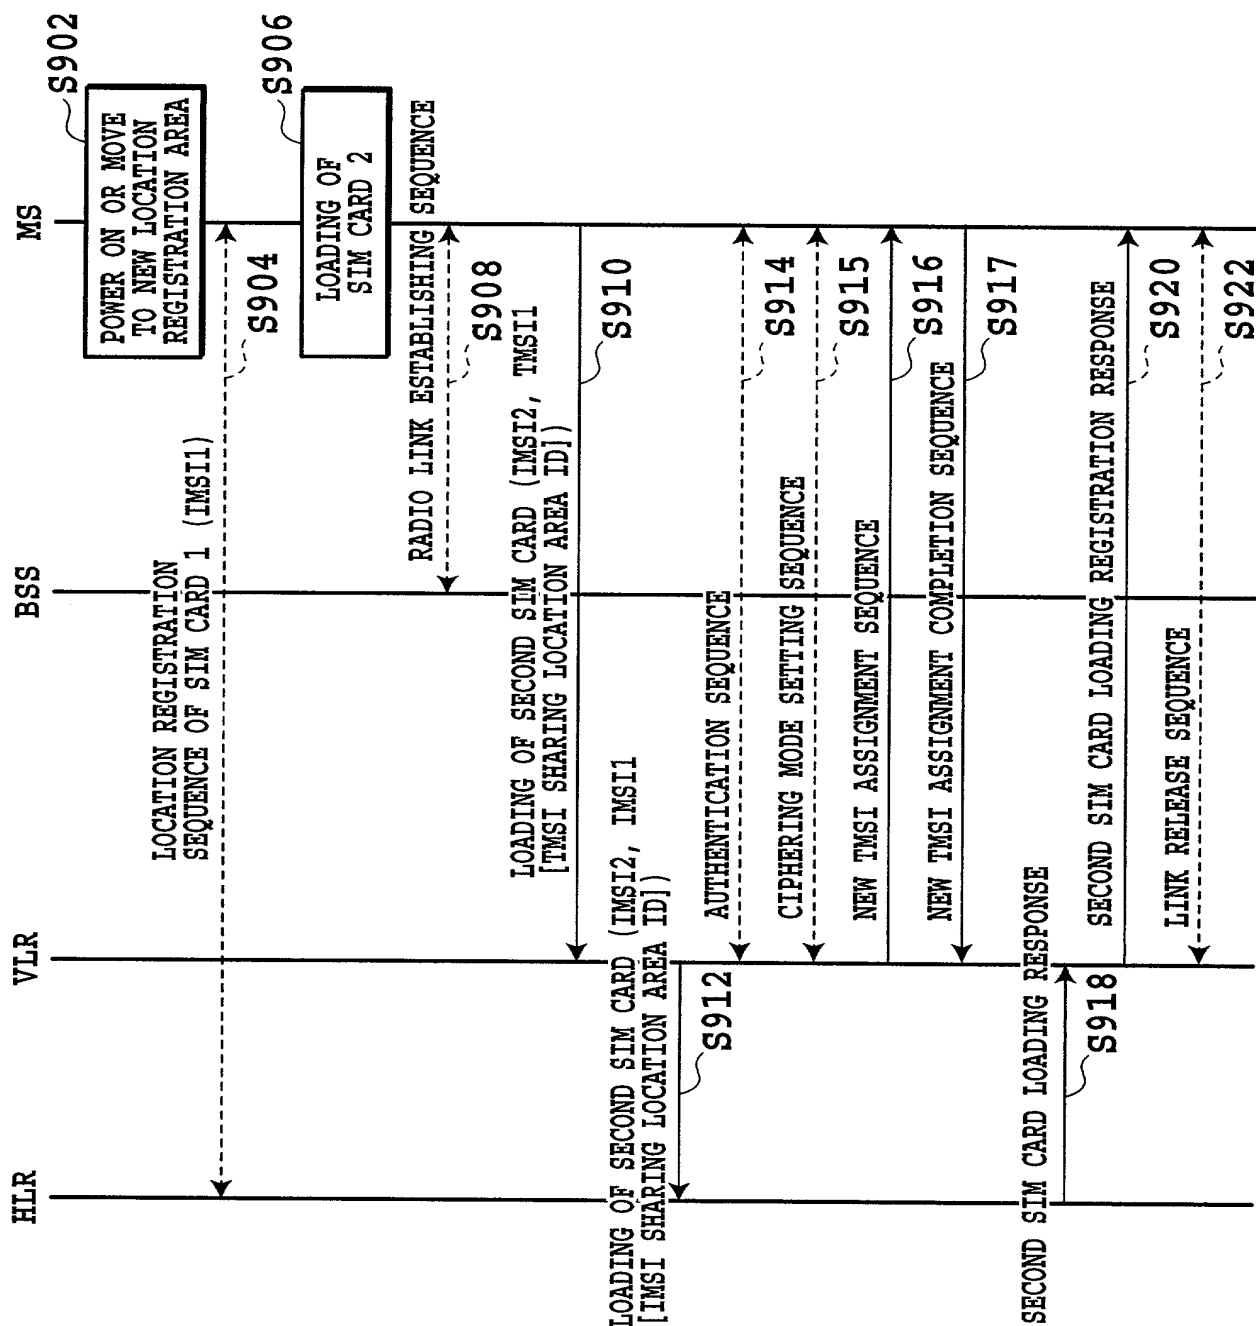 HLR
VLR
BSS
MS
POWER ON OR MOVE
TO NEW LOCATION
REGISTRATION AREA
S902
LOCATION REGISTRATION
SEQUENCE OF SIM CARD 1 (IMSI1)
S904
LOADING OF
SIM CARD 2
S906
RADIO LINK ESTABLISHING SEQUENCE
S908
LOADING OF SECOND SIM CARD (IMSI2, TMSI1
[TMSI SHARING LOCATION AREA ID])
S910
LOADING OF SECOND SIM CARD (IMSI2, IMSI1
[IMSI SHARING LOCATION AREA ID])
S912
AUTHENTICATION SEQUENCE
S914
CIPHERING MODE SETTING SEQUENCE
S915
NEW TMSI ASSIGNMENT SEQUENCE
S916
NEW TMSI ASSIGNMENT COMPLETION SEQUENCE
S917
SECOND SIM CARD LOADING RESPONSE
S918
SECOND SIM CARD LOADING REGISTRATION RESPONSE
S920
LINK RELEASE SEQUENCE
S922